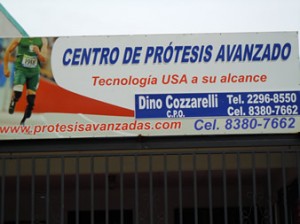 CENTRO DE PRÓTESIS AVANZADO
Tecnología USA a su alcance
Dino Cozzarelli
C.P.O.
Tel. 2296-8550
Cel. 8380-7662
www.protesisavanzadas.com
Cel. 8380-7662